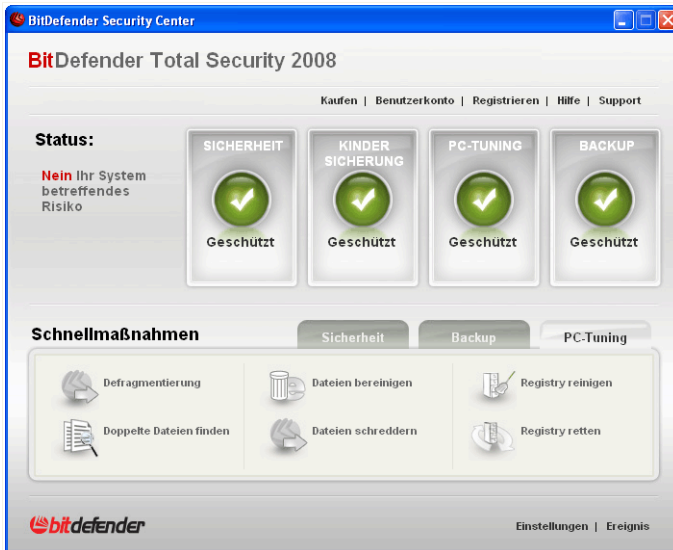 BitDefender Security Center
BitDefender Total Security 2008
Kaufen | Benutzerkonto | Registrieren | Hilfe | Support
Status:
Nein Ihr System
betreffendes
Risiko
SICHERHEIT
Geschützt
KINDER
SICHERUNG
Geschützt
PC-TUNING
Geschützt
BACKUP
Geschützt
Schnellmaßnahmen
Sicherheit
Backup
PC-Tuning
Defragmentierung
Dateien bereinigen
Registry reinigen
Doppelte Dateien finden
Dateien schreddern
Registry retten
bitdefender
Einstellungen | Ereignis